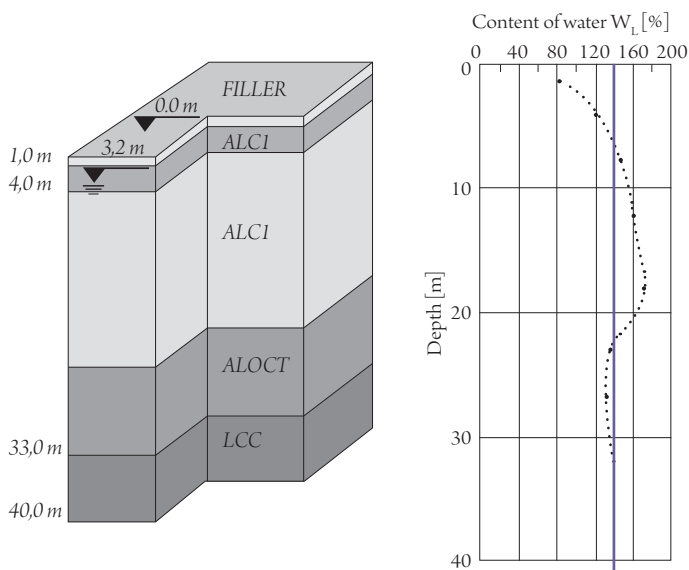 FILLER
0.0 m
3,2 m
1,0 m
4,0 m
ALC1
ALC1
ALOCT
LCC
33,0 m
40,0 m
Content of water W_L [%]
0 40 80 120 160 200
0
10
20
30
40
Depth [m]